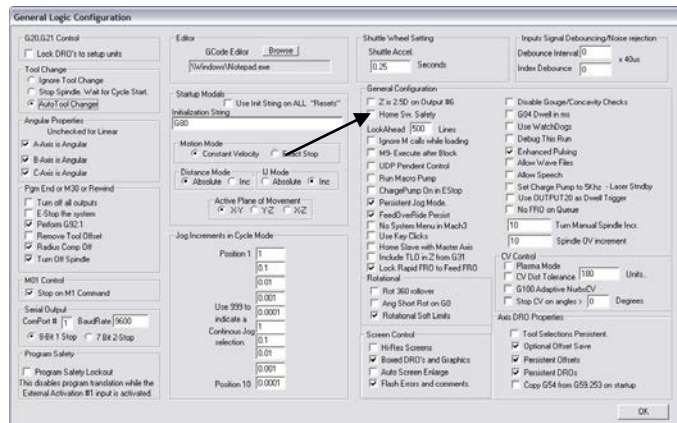 General Logic Configuration
G20,G21 Control
Lock DRO's to setup units
Tool Change
Ignore Tool Change
Stop Spindle. Wait for Cycle Start.
Auto Tool Changer
Angular Properties
Unchecked for Linear
A-Axis is Angular
B-Axis is Angular
C-Axis is Angular
Pgm End or M30 or Rewind
Turn off all outputs
E-Stop the system
Perform G92.1
Remove Tool Offset
Radius Comp Off
Turn Off Spindle
M01 Control
Stop on M1 Command
Serial Output
ComPort # 1 BaudRate 9600
8-Bit 1 Stop 7 Bit 2-Stop
Program Safety
Program Safety Lockout
This disables program translation while the
External Activation #1 input is activated.
Editor
GCode Editor Browse
\Windows\Notepad.exe
Startup Modals
Use Init String on ALL "Resets"
Initialization String
G80
Motion Mode
Constant Velocity Exact Stop
Distance Mode
Absolute Inc
IJ Mode
Absolute Inc
Active Plane of Movement
X-Y Y-Z X-Z
Jog Increments in Cycle Mode
Position 1 1
0.1
0.01
0.001
0.0001
Use 999 to
indicate a
Continous Jog
selection
1
0.1
0.01
0.001
Position 10 0.0001
Shuttle Wheel Setting
Shuttle Accel.
0.25 Seconds
General Configuration
Z is 2.5D on Output #6
Home Sw. Safety
LookAhead 500 Lines
Ignore M calls while loading
M9- Execute after Block
UDP Pendent Control
Run Macro Pump
ChargePump On in EStop
Persistent Jog Mode.
FeedOverRide Persist
No System Menu in Mach3
Use Key Clicks
Home Slave with Master Axis
Include TLO in Z from G31
Lock Rapid FRO to Feed FRO
Rotational
Rot 360 rollover
Ang Short Rot on G0
Rotational Soft Limits
Screen Control
Hi-Res Screens
Boxed DRO's and Graphics
Auto Screen Enlarge
Flash Errors and comments.
Inputs Signal Debouncing/Noise rejection
Debounce Interval: 0
x 40us
Index Debounce 0
Disable Gouge/Concavity Checks
G04 Dwell in ms
Use WatchDogs
Debug This Run
Enhanced Pulsing
Allow Wave Files
Allow Speech
Set Charge Pump to 5Khz - Laser Stndby
Use OUTPUT20 as Dwell Trigger
No FRO on Queue
10 Turn Manual Spindle Incr.
10 Spindle OV increment
CV Control
Plasma Mode
CV Dist Tolerance 180 Units..
G100 Adaptive NurbsCV
Stop CV on angles > 0 Degrees
Axis DRO Properties
Tool Selections Persistent.
Optional Offset Save
Persistent Offsets
Persistent DROs
Copy G54 from G59.253 on startup
OK